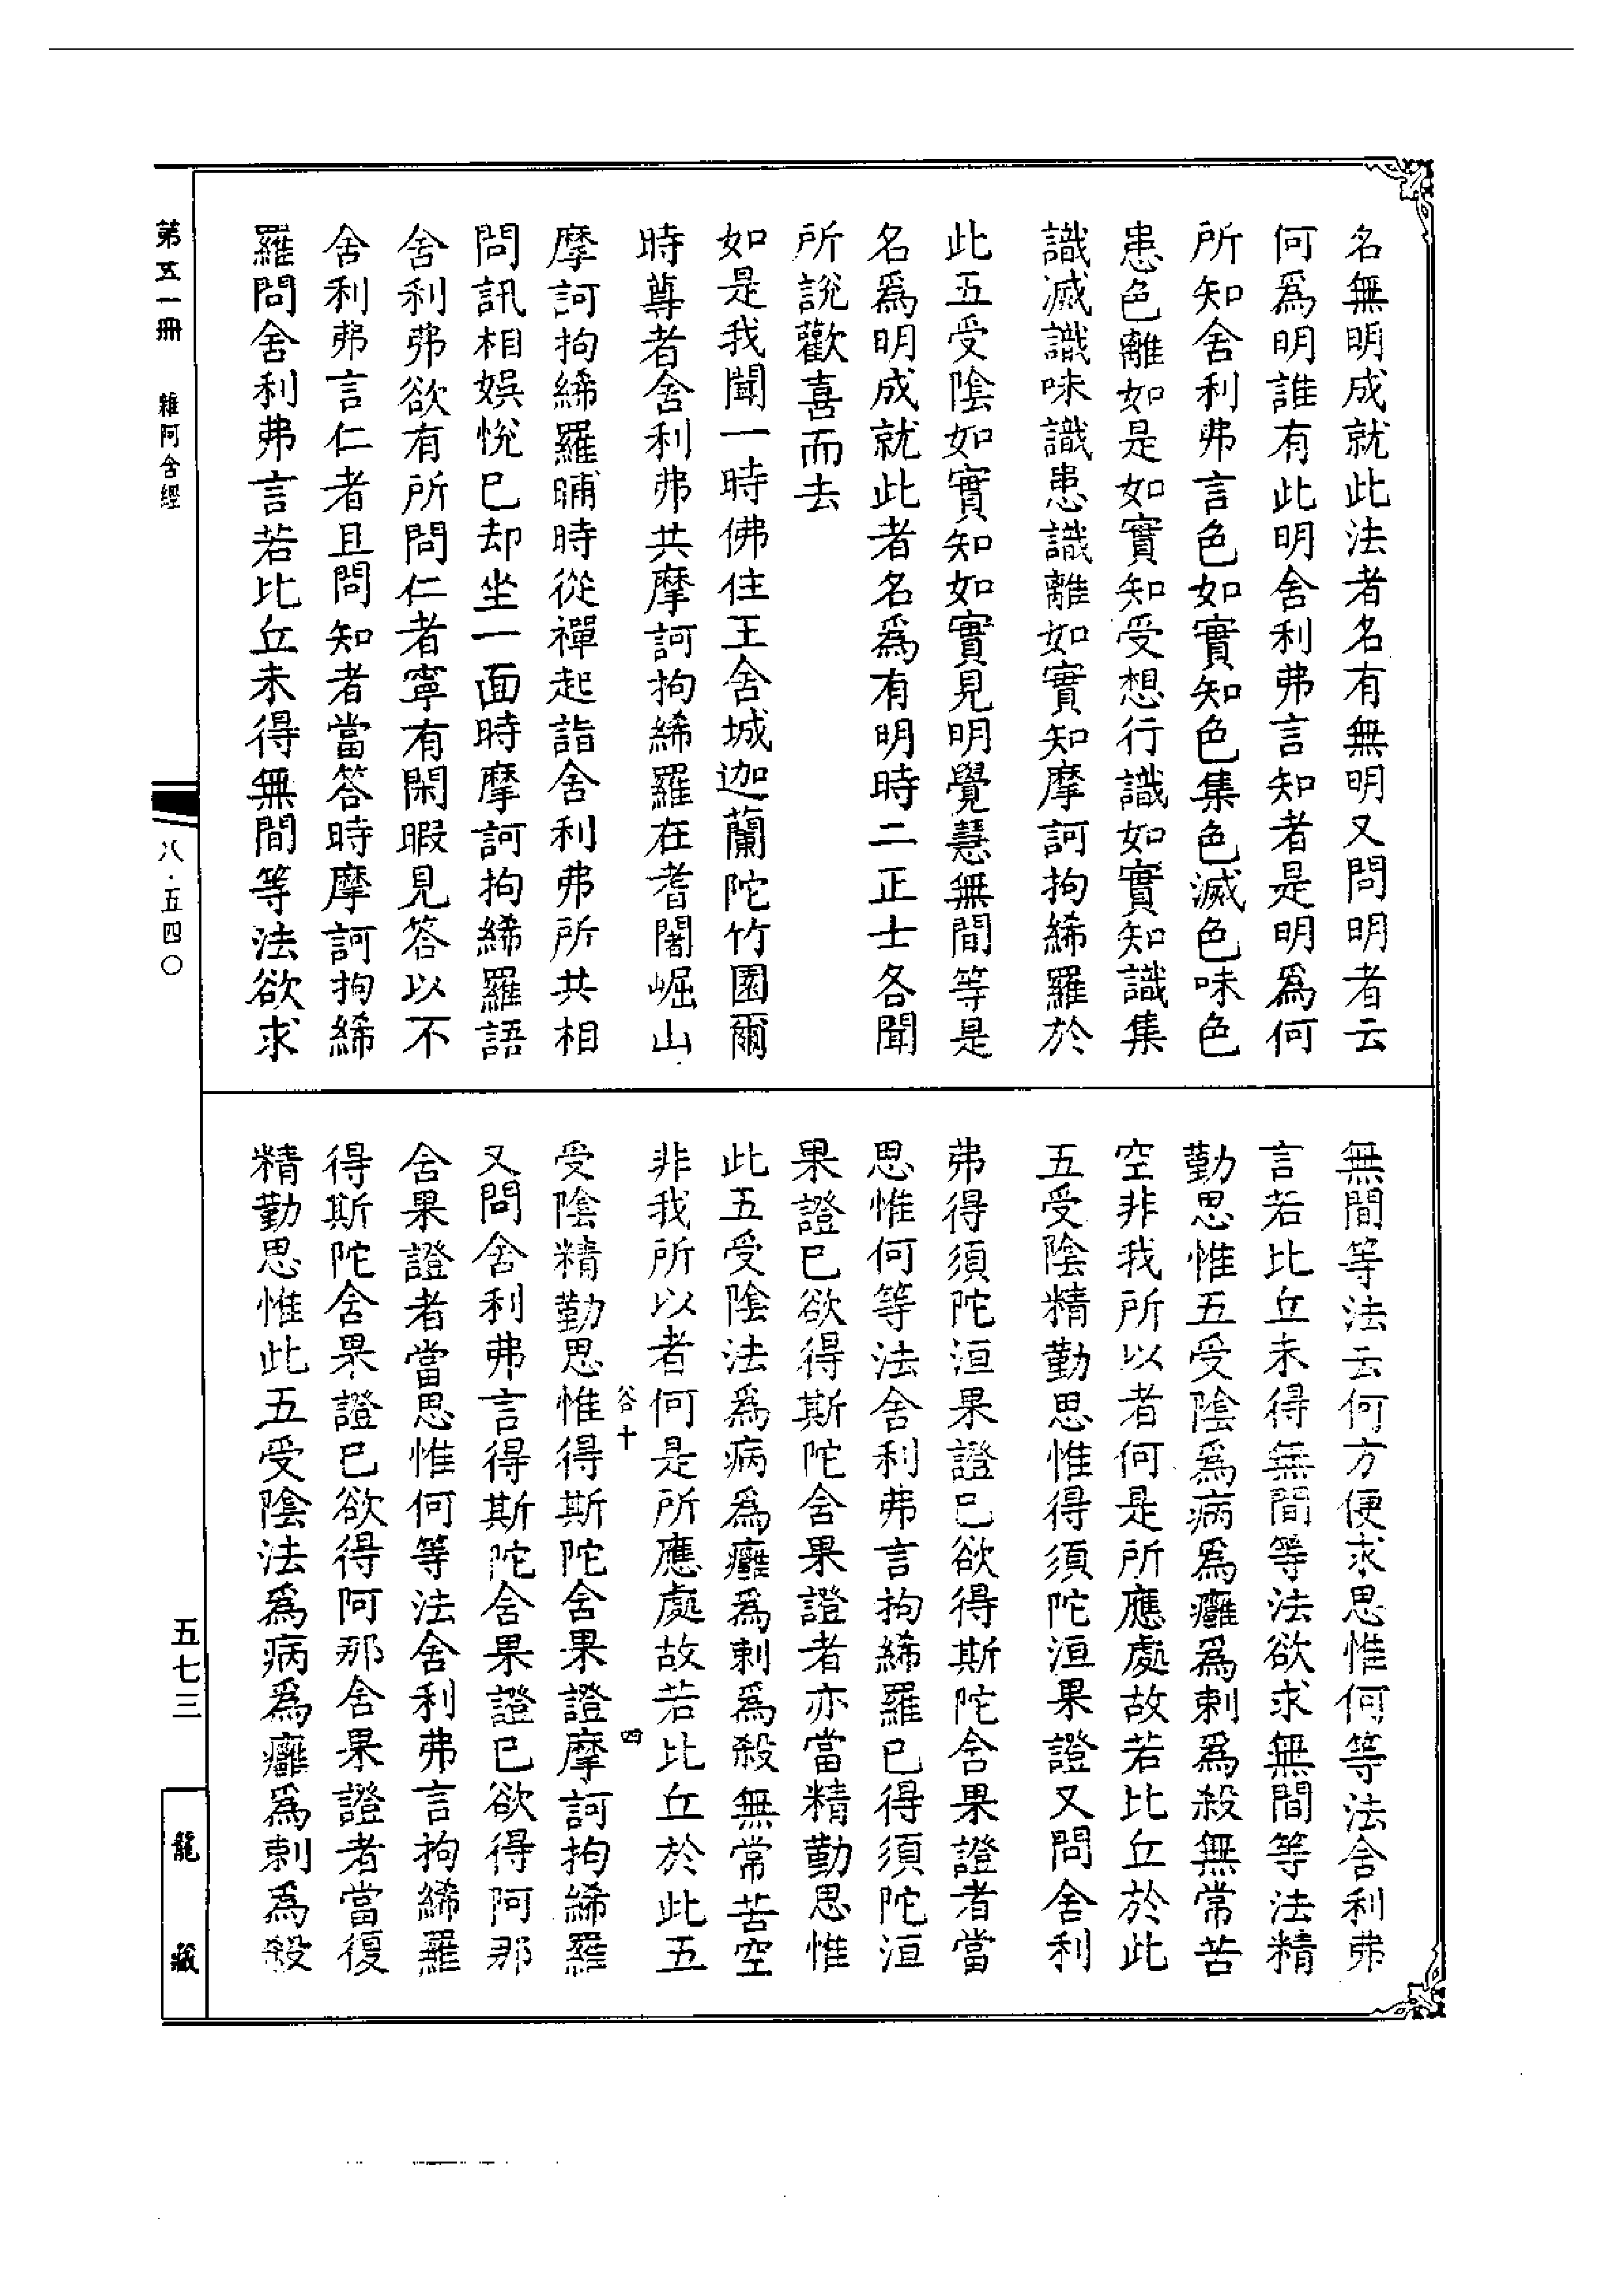 名無明成就此法者名有無明又問明者云
何為明誰有此明舍利弗言知者是明為何
所知舍利弗言色如實知色集色滅色味色
患色離如是如實知受想行識如實知識集
識滅識味識患識離如實知摩訶拘絺羅於
此五受陰如實知如實見明覺慧無間等是
名為明成就此者名為有明時二正士各聞
所說歡喜而去
如是我聞一時佛住王舍城迦蘭陀竹園爾
時尊者舍利弗共摩訶拘絺羅在耆闍崛山
摩訶拘絺羅晡時從禪起詣舍利弗所共相
問訊相娛悅已却坐一面時摩訶拘絺羅語
舍利弗欲有所問仁者寧有閑暇見答以不
舍利弗言仁者且問知者當答時摩訶拘絺
羅問舍利弗言若比丘未得無間等法欲求
無間等法云何方便求思惟何等法舍利弗
言若比丘未得無間等法欲求無間等法精
勤思惟五受陰為病為癰為刺為殺無常苦
空非我所以者何是所應處故若比丘於此
五受陰精勤思惟得須陀洹果證又問舍利
弗得須陀洹果證已欲得斯陀含果證者當
思惟何等法舍利弗言拘絺羅已得須陀洹
果證已欲得斯陀含果證者亦當精勤思惟
此五受陰法為病為癰為刺為殺無常苦空
非我所以者何是所應處故若比丘於此五
谷十 四
受陰精勤思惟得斯陀含果證摩訶拘絺羅
又問舍利弗言得斯陀含果證已欲得阿那
含果證者當思惟何等法舍利弗言拘絺羅
得斯陀含果證已欲得阿那含果證者當復
精勤思惟此五受陰法為病為癰為刺為殺
第五一冊 雜阿含經 八·五四〇 五七三 龍藏